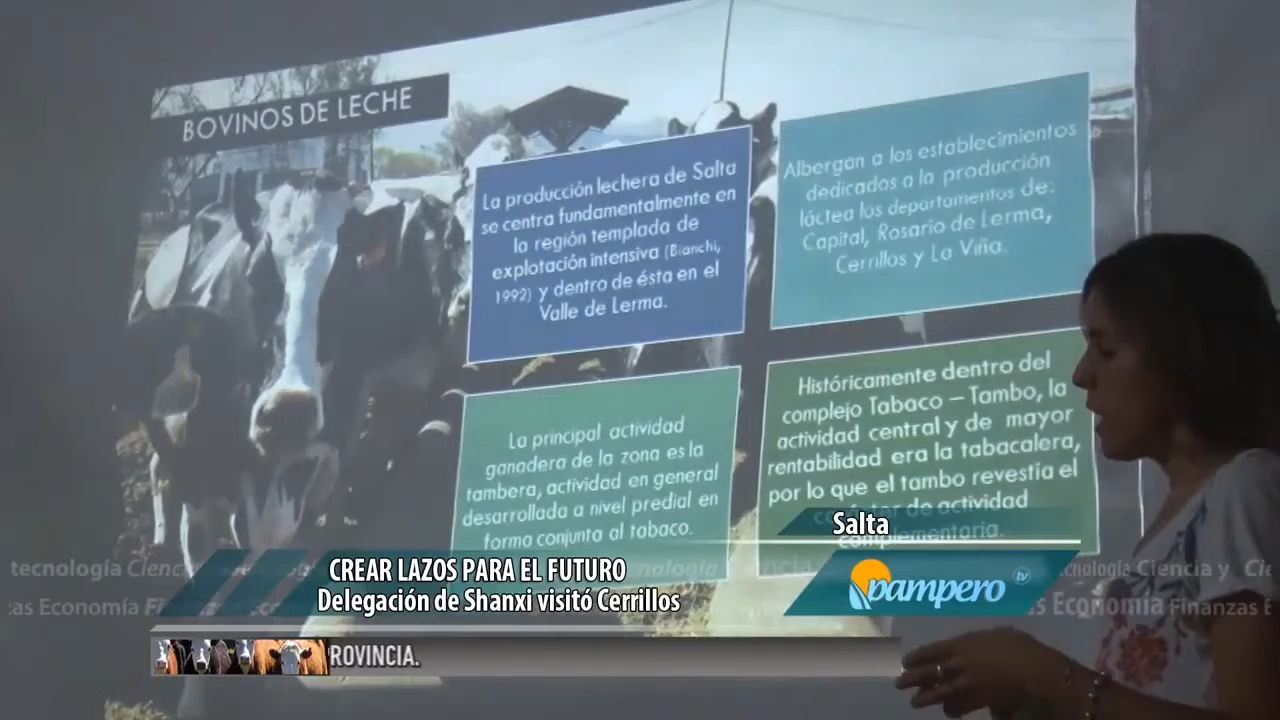 BOVINOS DE LECHE
La producción lechera de Salta
se centra fundamentalmente en
la región templada de
explotación intensiva (Bianchi,
1992) y dentro de ésta en el
Valle de Lerma.
Albergan a los establecimientos
dedicados a la producción
láctea los departamentos de:
Capital, Rosario de Lerma,
Cerrillos y La Viña.
La principal actividad
ganadera de la zona es la
tambera, actividad en general
desarrollada a nivel predial en
forma conjunta al tabaco.
Históricamente dentro del
complejo Tabaco – Tambo, la
actividad central y de mayor
rentabilidad era la tabacalera,
por lo que el tambo revestía el
de actividad
complementaria.
Salta
CREAR LAZOS PARA EL FUTURO
Delegación de Shanxi visitó Cerrillos
pampero tv
tecnología Ciencia y
Economía Finanzas
ROVINCIA.